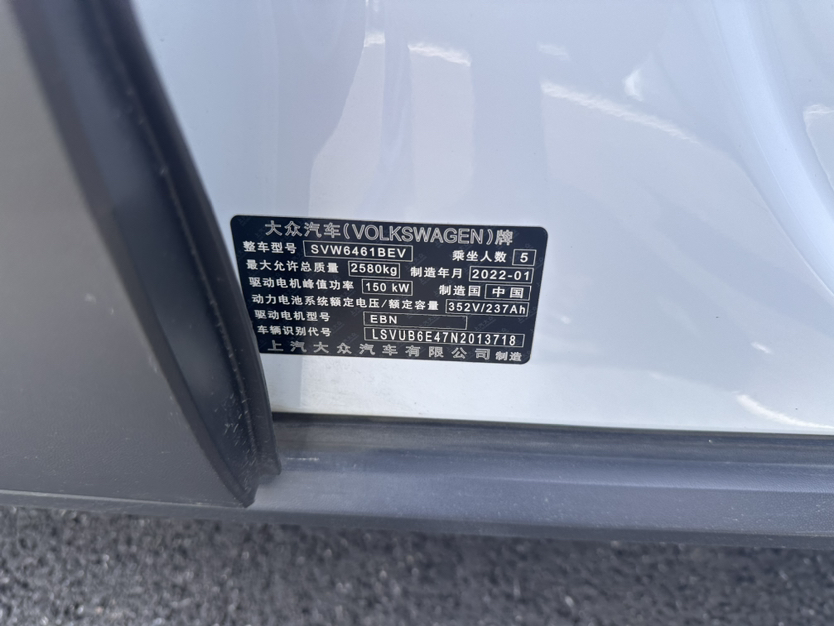 大众汽车(VOLKSWAGEN)牌
整车型号 SVW6461BEV 乘坐人数 5
最大允许总质量 2580kg 制造年月 2022-01
驱动电机峰值功率 150 kW 制造国 中国
动力电池系统额定电压/额定容量 352V/237Ah
驱动电机型号 EBN
车辆识别代号 LSVUB6E47N2013718
上汽大众汽车有限公司 制造